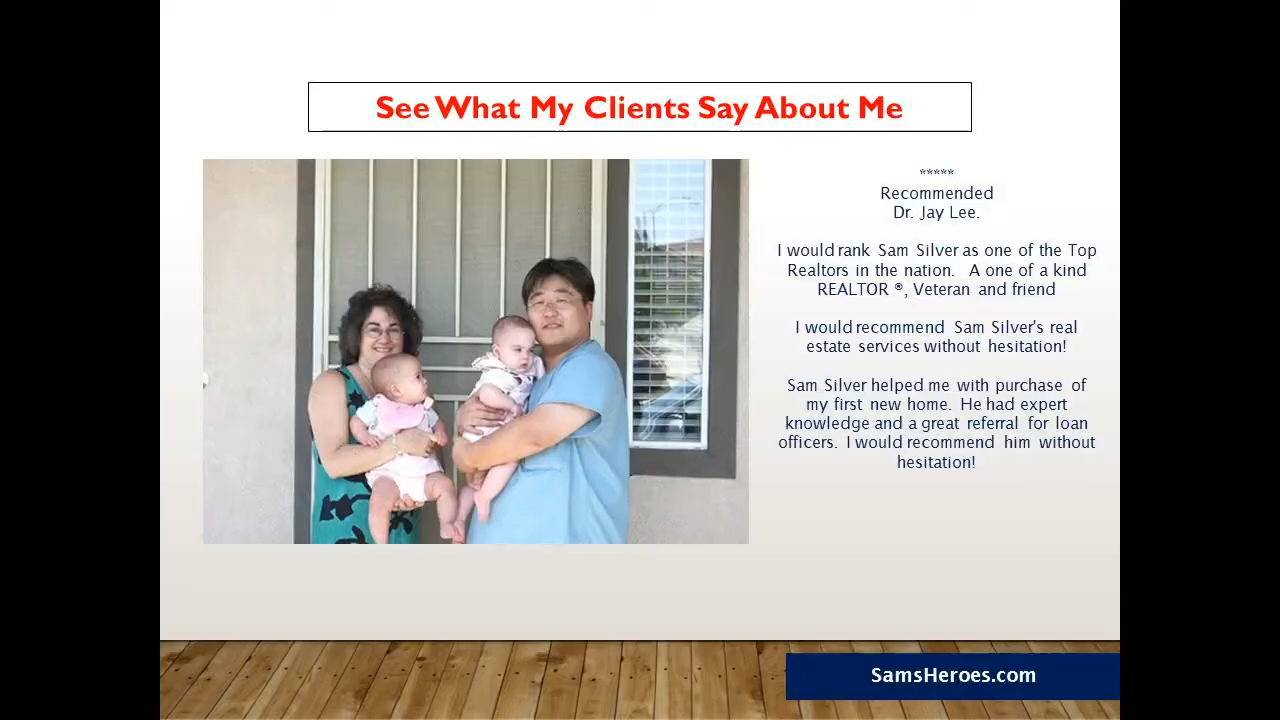 See What My Clients Say About Me
*****
Recommended
Dr. Jay Lee.
I would rank Sam Silver as one of the Top
Realtors in the nation. A one of a kind
REALTOR ®, Veteran and friend
I would recommend Sam Silver's real
estate services without hesitation!
Sam Silver helped me with purchase of
my first new home. He had expert
knowledge and a great referral for loan
officers. I would recommend him without
hesitation!
SamsHeroes.com